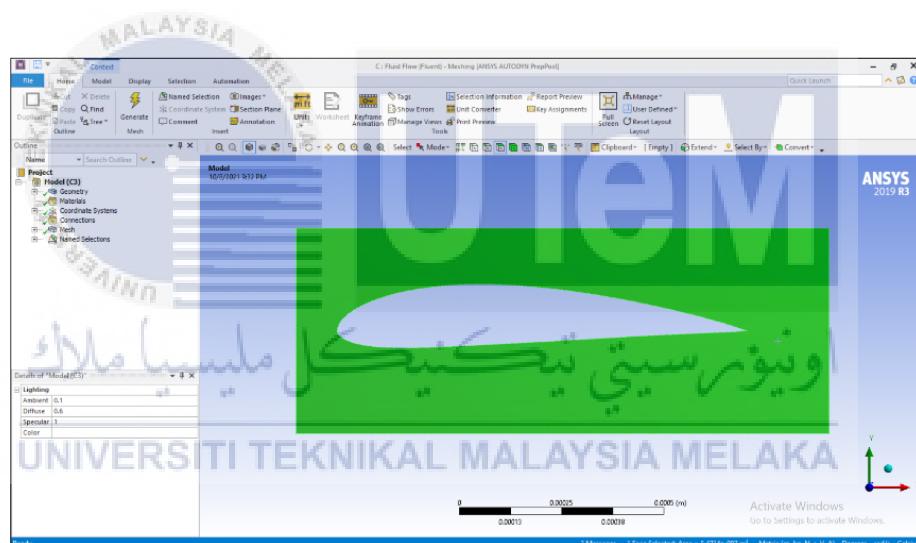 Context
C : Fluid Flow (Fluent) - Meshing [ANSYS AUTODYN PrepPost]
File Home Model Display Selection Automation
Quick Launch
Duplicate
Cut
Copy
Paste
Delete
Find
Tree
Outline
Generate
Mesh
Named Selection
Coordinate System
Comment
Images
Section Plane
Annotation
Insert
Units
Worksheet
Keyframe Animation
Tags
Show Errors
Manage Views
Selection Information
Unit Converter
Print Preview
Report Preview
Key Assignments
Tools
Full Screen
Manage
User Defined
Reset Layout
Layout
Select Mode
Clipboard [ Empty ] Extend Select By Convert
Outline
Name Search Outline
Project
Model (C3)
Geometry
Materials
Coordinate Systems
Connections
Mesh
Named Selections
Model
ANSYS
2019 R3
UTeM
اونيورسيتي تيكنيكل مليسيا ملاك
UNIVERSITI TEKNIKAL MALAYSIA MELAKA
Details of "Model (C3)"
Lighting
Ambient 0.1
Diffuse 0.6
Specular 1
Color
Y
0 0.00025 0.0005 (m)
0.00013 0.00038
Activate Windows
Go to Settings to activate Windows.